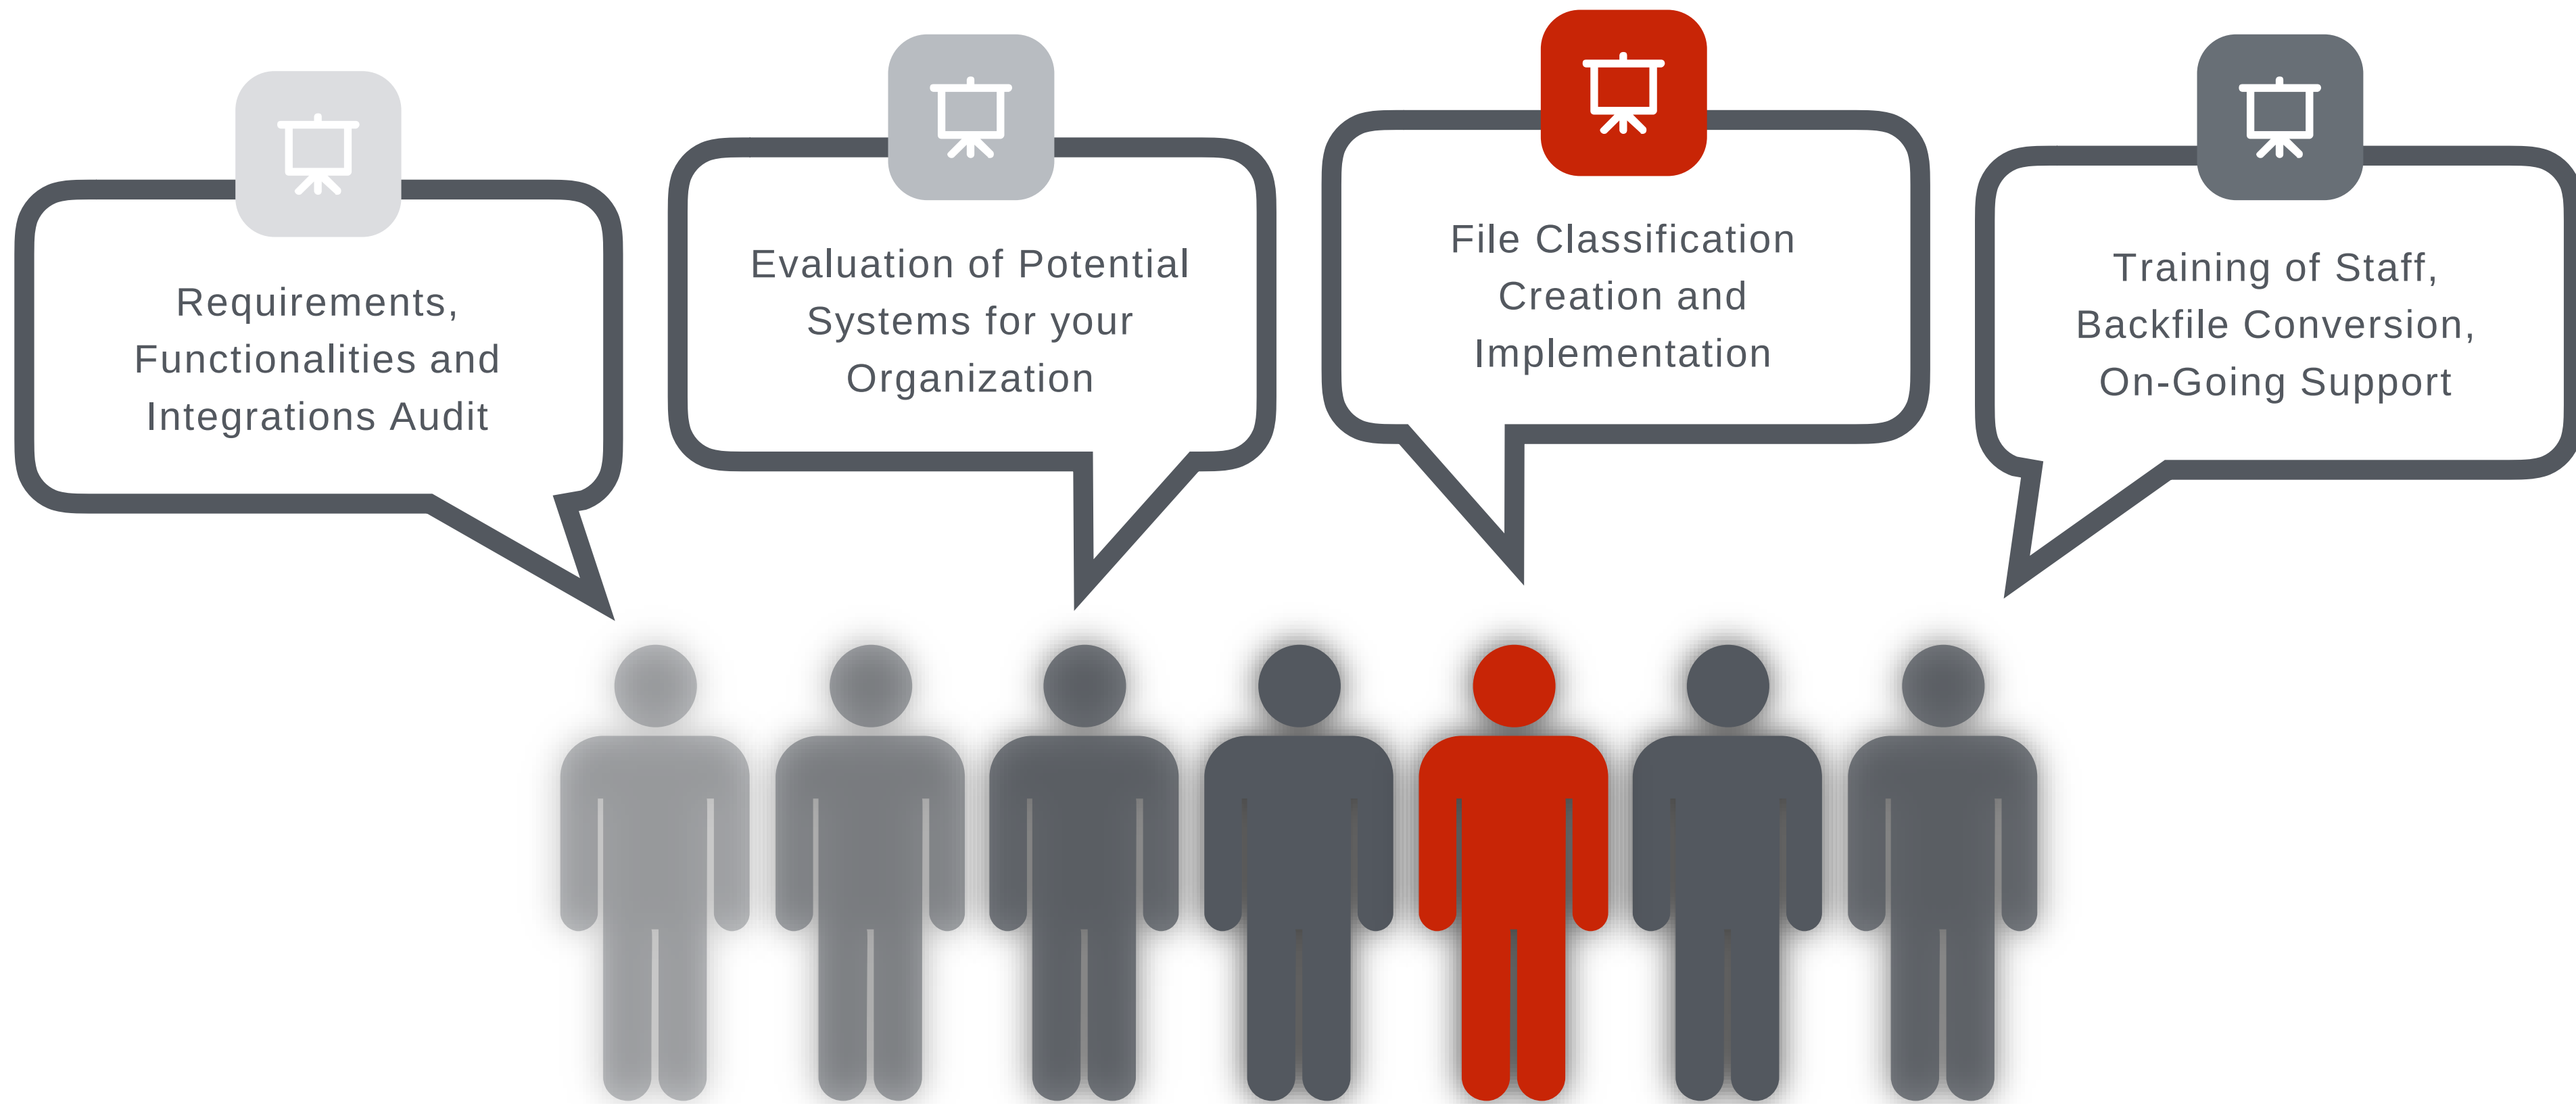 Requirements,
Functionalities and
Integrations Audit
Evaluation of Potential
Systems for your
Organization
File Classification
Creation and
Implementation
Training of Staff,
Backfile Conversion,
On-Going Support